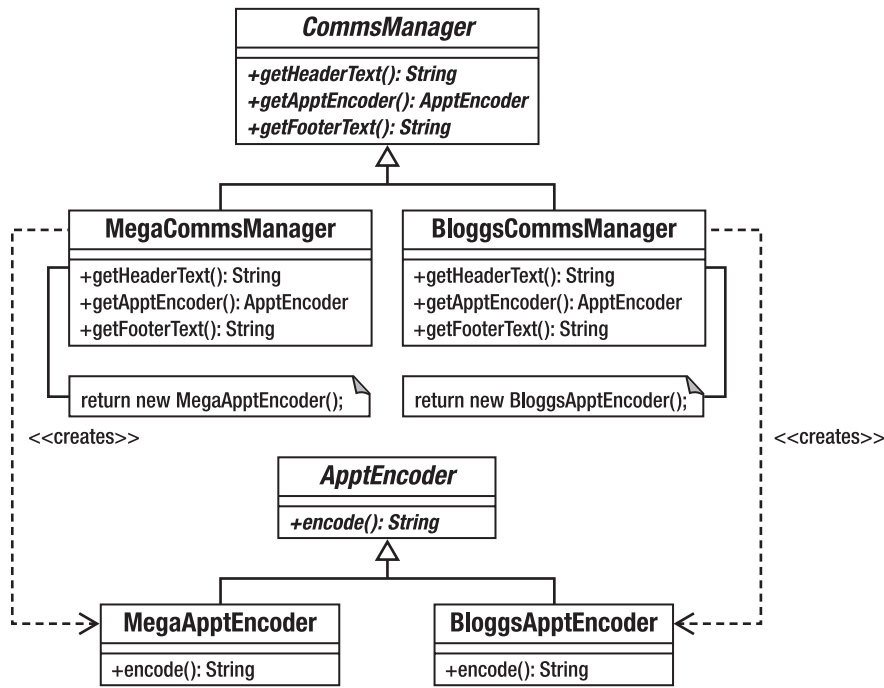 CommsManager
+getHeaderText(): String
+getApptEncoder(): ApptEncoder
+getFooterText(): String
MegaCommsManager
+getHeaderText(): String
+getApptEncoder(): ApptEncoder
+getFooterText(): String
BloggsCommsManager
+getHeaderText(): String
+getApptEncoder(): ApptEncoder
+getFooterText(): String
return new MegaApptEncoder();
return new BloggsApptEncoder();
<<creates>>
<<creates>>
ApptEncoder
+encode(): String
MegaApptEncoder
+encode(): String
BloggsApptEncoder
+encode(): String